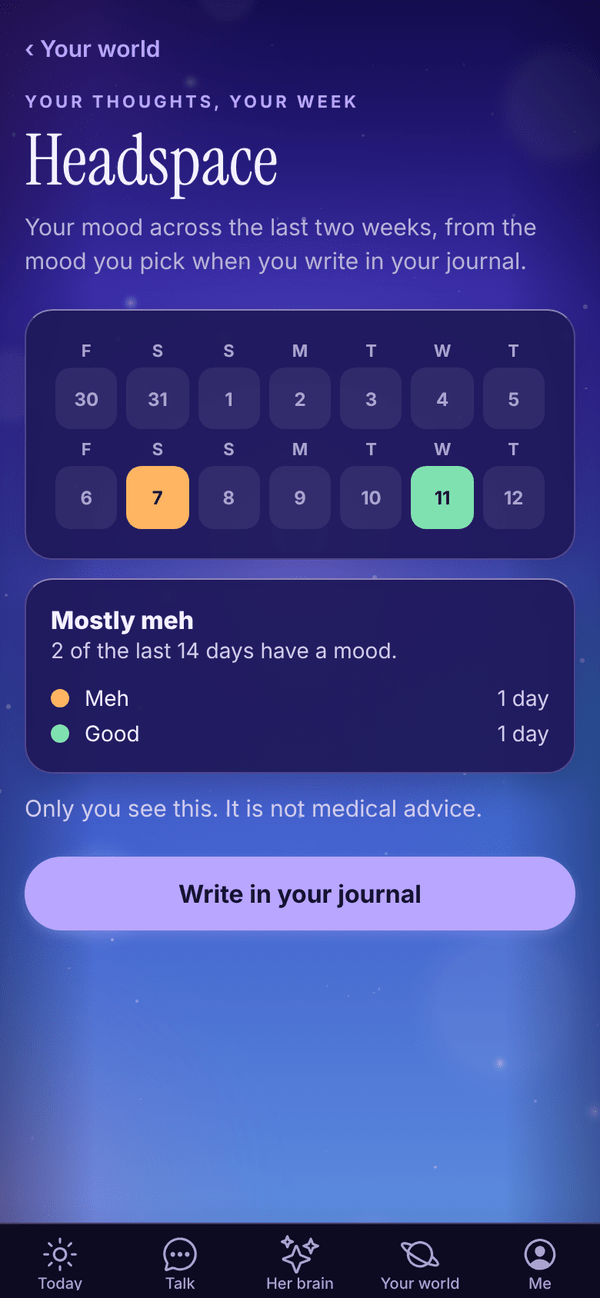 ‹ Your world
YOUR THOUGHTS, YOUR WEEK
Headspace
Your mood across the last two weeks, from the
mood you pick when you write in your journal.
F S S M T W T
30 31 1 2 3 4 5
F S S M T W T
6 7 8 9 10 11 12
Mostly meh
2 of the last 14 days have a mood.
Meh 1 day
Good 1 day
Only you see this. It is not medical advice.
Write in your journal
Today Talk Her brain Your world Me